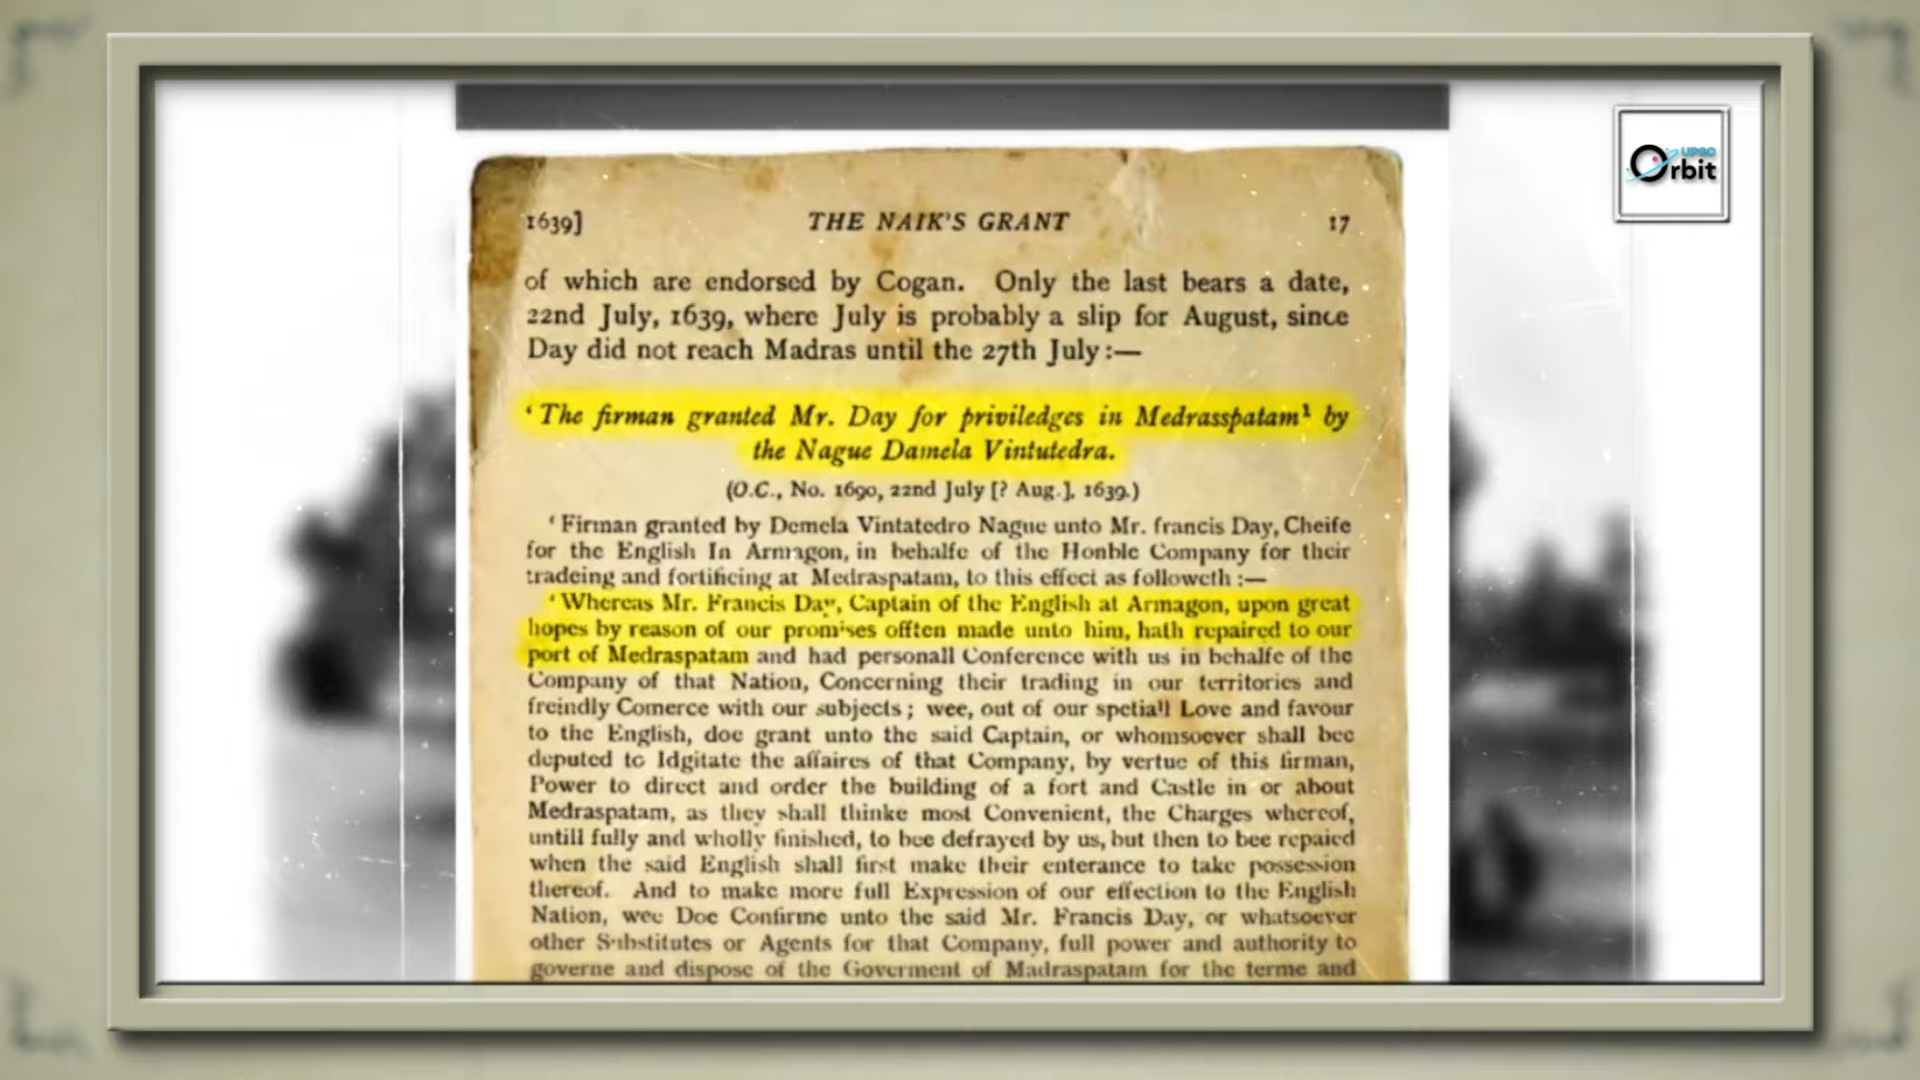 UPSC
Orbit
1639] THE NAIK'S GRANT 17
of which are endorsed by Cogan. Only the last bears a date,
22nd July, 1639, where July is probably a slip for August, since
Day did not reach Madras until the 27th July:—
'The firman granted Mr. Day for priviledges in Medrasspatam¹ by
the Nague Damela Vintutedra.
(O.C., No. 1690, 22nd July [? Aug.], 1639.)
'Firman granted by Demela Vintatedro Nague unto Mr. francis Day, Cheife
for the English In Armagon, in behalfe of the Honble Company for their
tradeing and fortificing at Medraspatam, to this effect as followeth:—
'Whereas Mr. Francis Day, Captain of the English at Armagon, upon great
hopes by reason of our promises offten made unto him, hath repaired to our
port of Medraspatam and had personall Conference with us in behalfe of the
Company of that Nation, Concerning their trading in our territories and
freindly Comerce with our subjects; wee, out of our spetiall Love and favour
to the English, doe grant unto the said Captain, or whomsoever shall bee
deputed to Idgitate the affaires of that Company, by vertue of this firman,
Power to direct and order the building of a fort and Castle in or about
Medraspatam, as they shall thinke most Convenient, the Charges whereof,
untill fully and wholly finished, to bee defrayed by us, but then to bee repaied
when the said English shall first make their enterance to take possession
thereof. And to make more full Expression of our effection to the English
Nation, wee Doe Confirme unto the said Mr. Francis Day, or whatsoever
other Substitutes or Agents for that Company, full power and authority to
governe and dispose of the Goverment of Madraspatam for the terme and